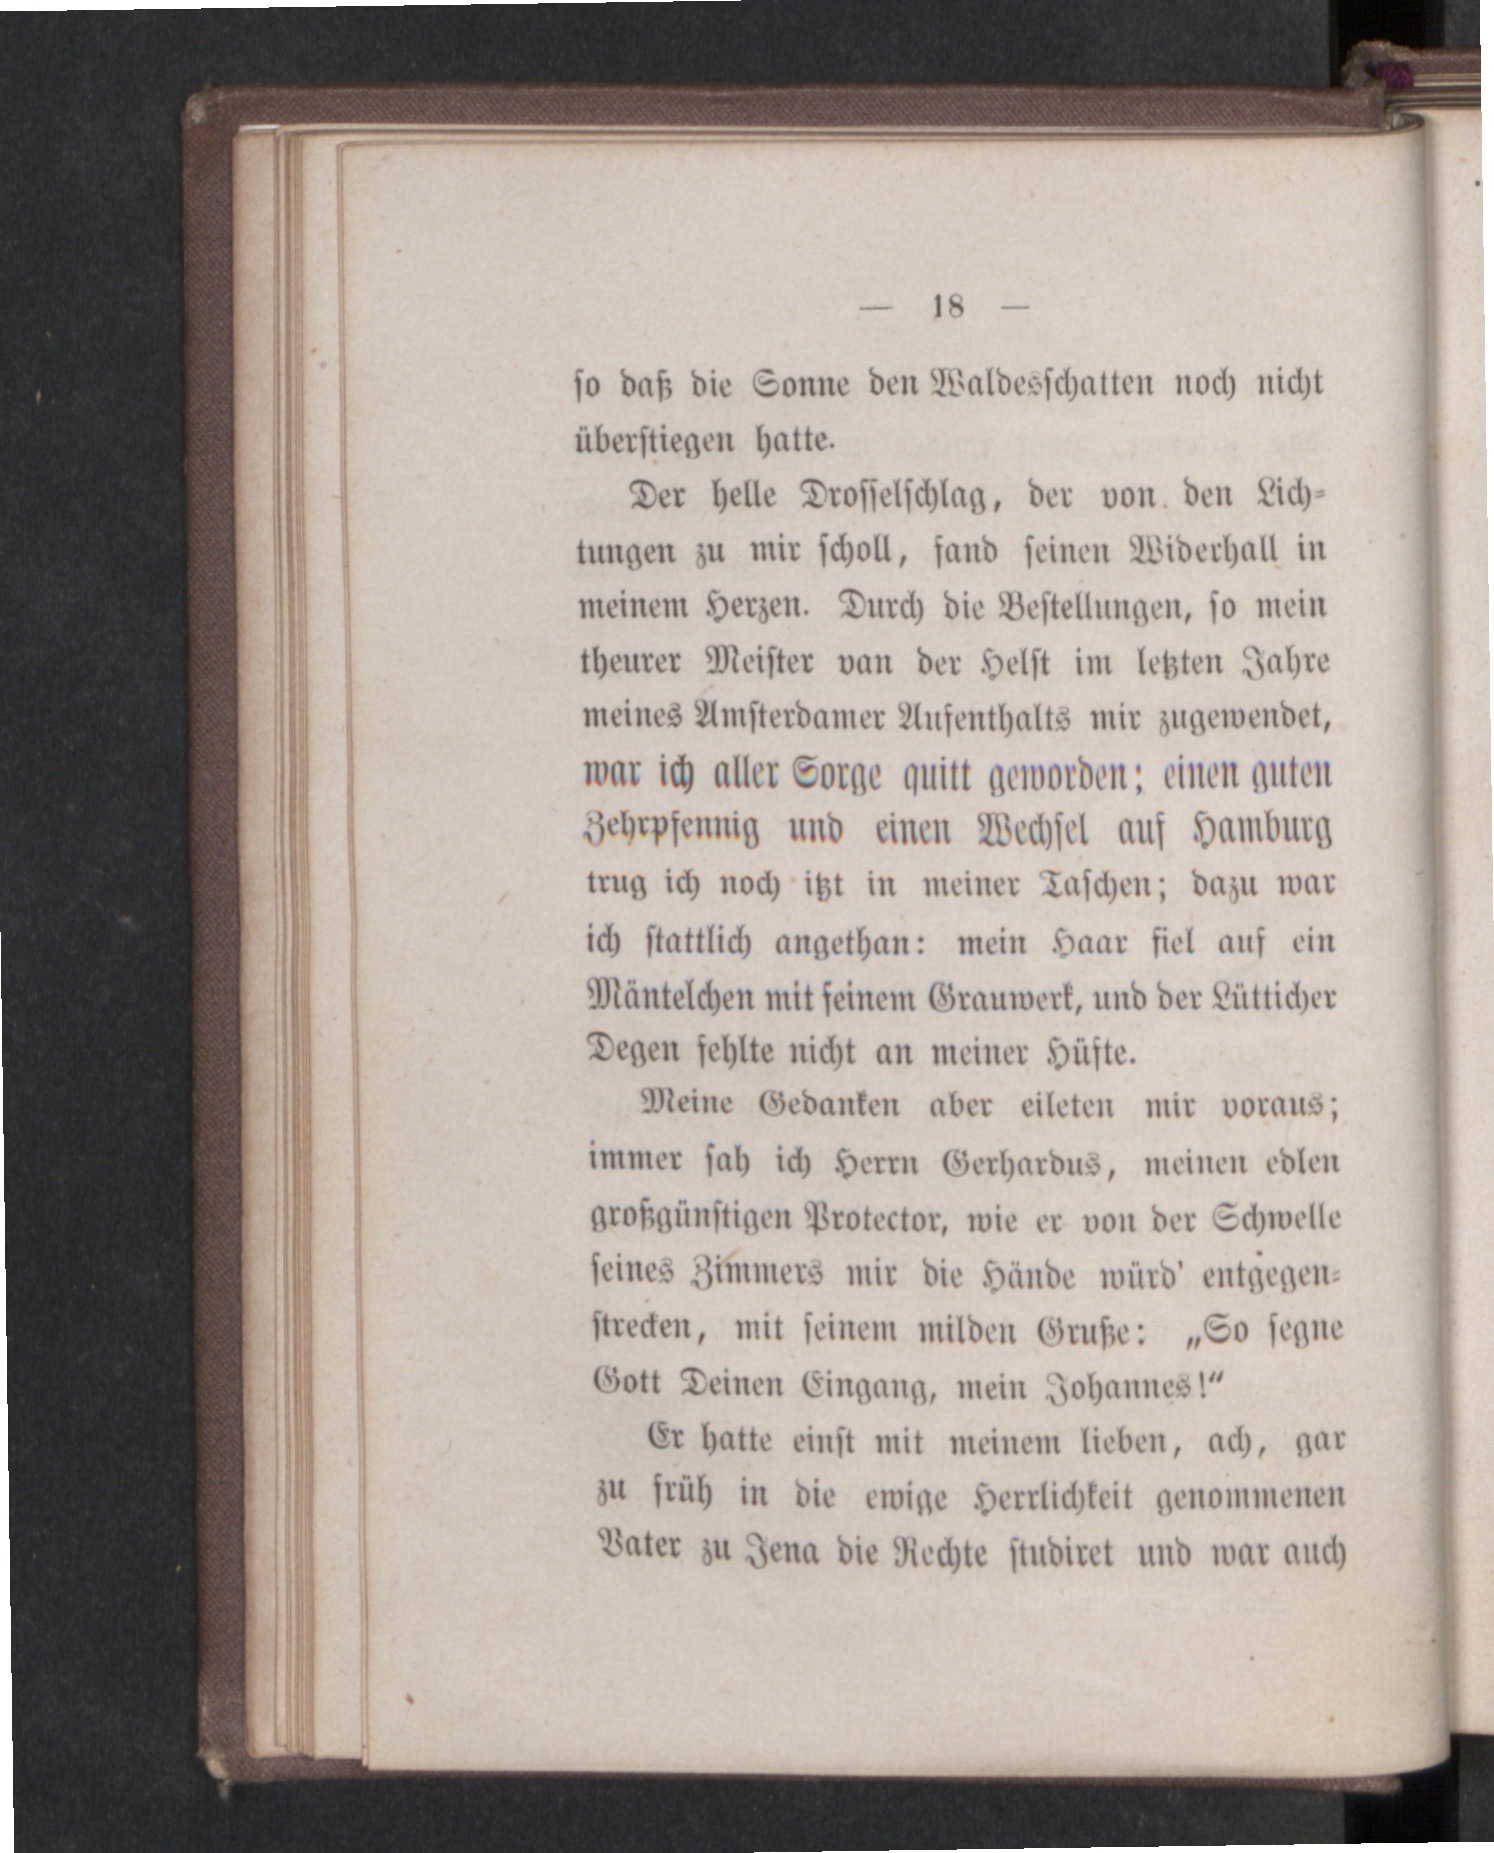 — 18 —
so daß die Sonne den Waldesschatten noch nicht
überstiegen hatte.
Der helle Drosselschlag, der von den Lich-
tungen zu mir scholl, fand seinen Widerhall in
meinem Herzen. Durch die Bestellungen, so mein
theurer Meister van der Helst im letzten Jahre
meines Amsterdamer Aufenthalts mir zugewendet,
war ich aller Sorge quitt geworden; einen guten
Zehrpfennig und einen Wechsel auf Hamburg
trug ich noch itzt in meiner Taschen; dazu war
ich stattlich angethan: mein Haar fiel auf ein
Mäntelchen mit feinem Grauwerk, und der Lütticher
Degen fehlte nicht an meiner Hüfte.
Meine Gedanken aber eileten mir voraus;
immer sah ich Herrn Gerhardus, meinen edlen
großgünstigen Protector, wie er von der Schwelle
seines Zimmers mir die Hände würd' entgegen-
strecken, mit seinem milden Gruße: „So segne
Gott Deinen Eingang, mein Johannes!“
Er hatte einst mit meinem lieben, ach, gar
zu früh in die ewige Herrlichkeit genommenen
Vater zu Jena die Rechte studiret und war auch